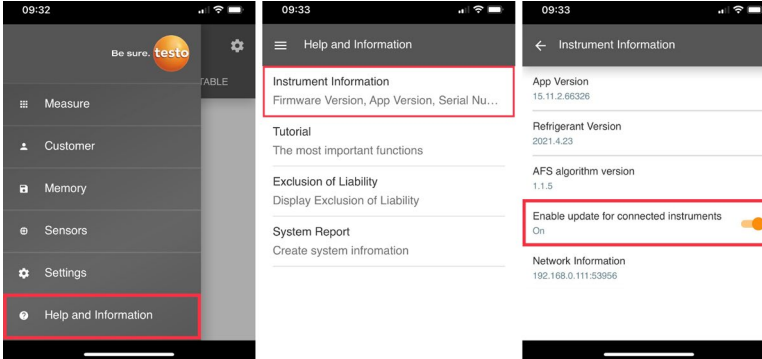 09:32
Be sure. testo
TABLE
Measure
Customer
Memory
Sensors
Settings
Help and Information
09:33
Help and Information
Instrument Information
Firmware Version, App Version, Serial Nu...
Tutorial
The most important functions
Exclusion of Liability
Display Exclusion of Liability
System Report
Create system infromation
09:33
Instrument Information
App Version
15.11.2.66326
Refrigerant Version
2021.4.23
AFS algorithm version
1.1.5
Enable update for connected instruments
On
Network Information
192.168.0.111:53956